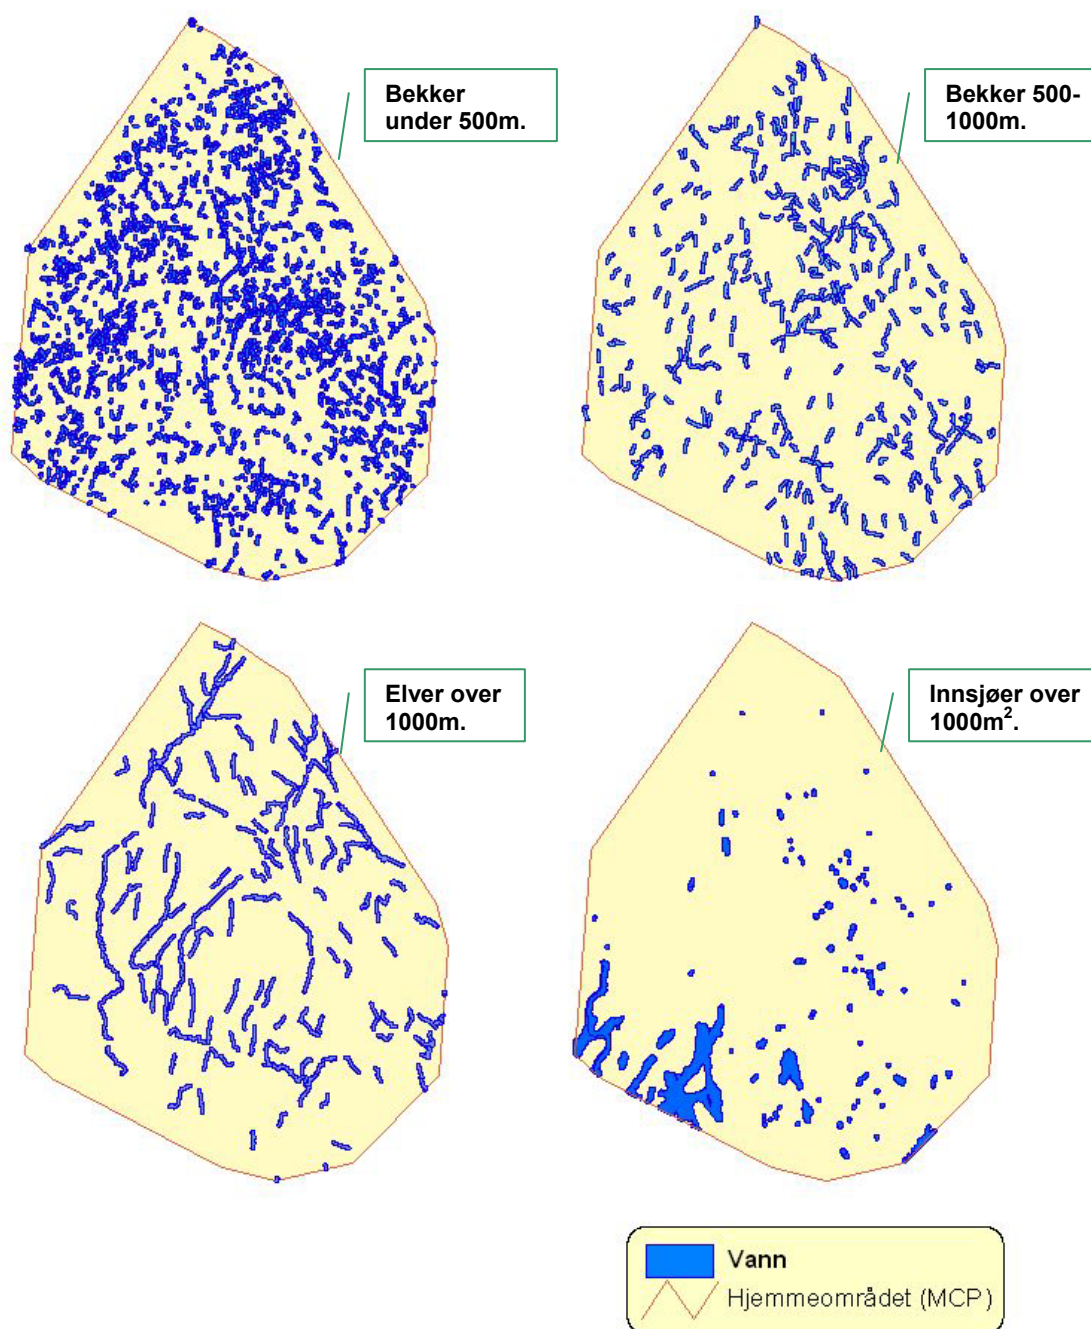 Bekker
under 500m.
Bekker 500-
1000m.
Elver over
1000m.
Innsjøer over
1000m².
Vann
Hjemmeområdet (MCP)